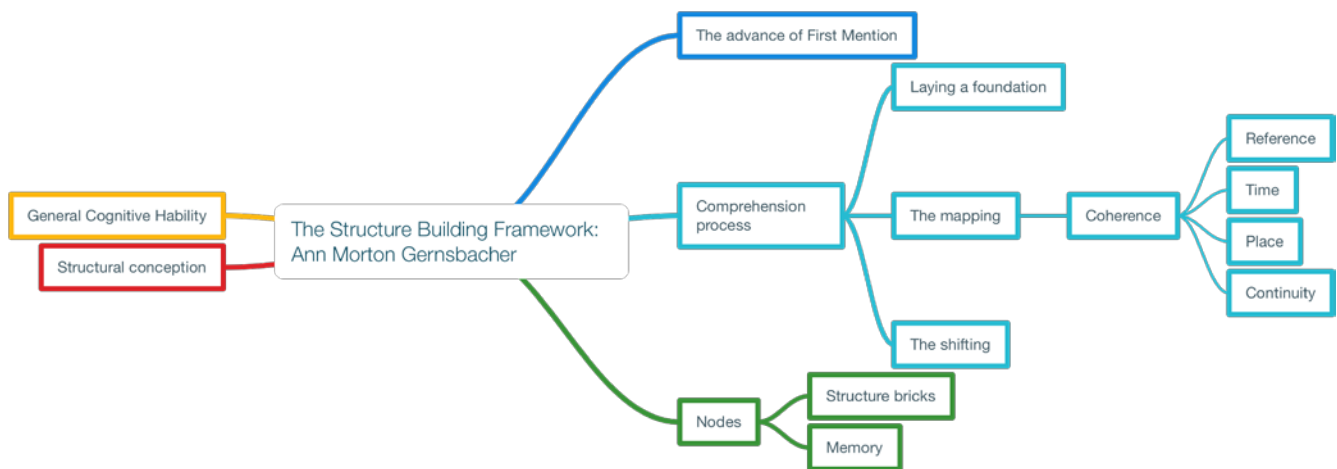 The advance of First Mention
Laying a foundation
Reference
Time
General Cognitive Hability
Comprehension
process
The mapping
Coherence
The Structure Building Framework:
Ann Morton Gernsbacher
Place
Structural conception
Continuity
The shifting
Structure bricks
Nodes
Memory